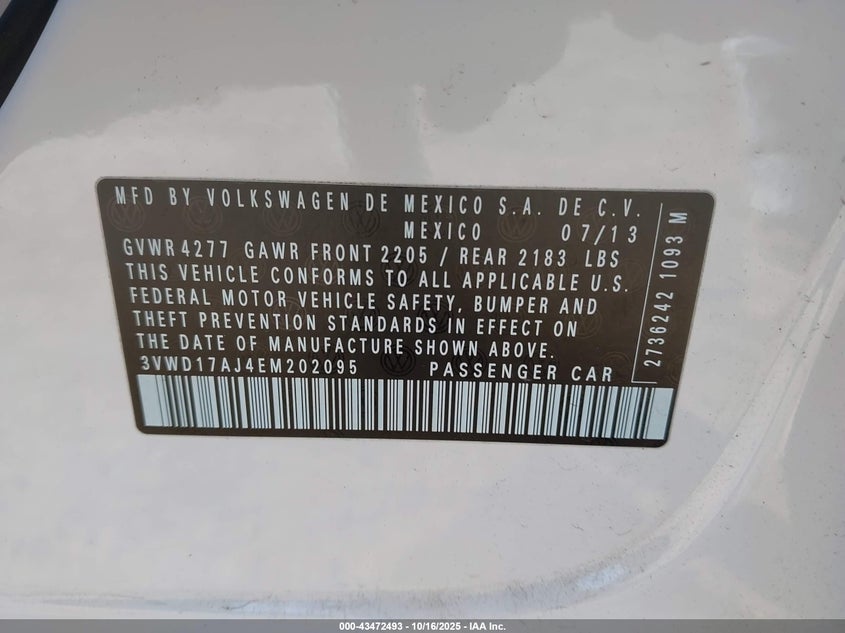 MFD BY VOLKSWAGEN DE MEXICO S.A. DE C.V.
MEXICO 07/13
GVWR 4277 GAWR FRONT 2205 / REAR 2183 LBS
THIS VEHICLE CONFORMS TO ALL APPLICABLE U.S.
FEDERAL MOTOR VEHICLE SAFETY, BUMPER AND
THEFT PREVENTION STANDARDS IN EFFECT ON
THE DATE OF MANUFACTURE SHOWN ABOVE.
3VWD17AJ4EM202095 PASSENGER CAR
2736242 1093 M
000-43472493 - 10/16/2025 - IAA Inc.